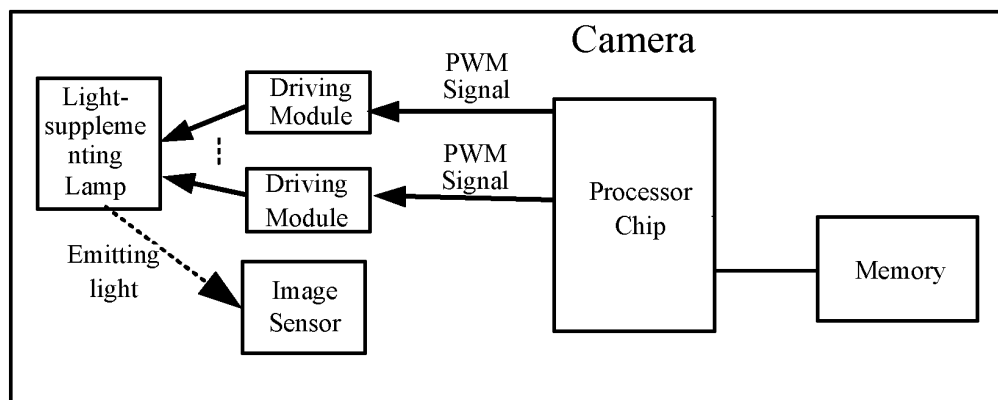 Camera
Light-
suppleme
nting
Lamp
Driving
Module
PWM
Signal
Driving
Module
PWM
Signal
Processor
Chip
Memory
Emitting
light
Image
Sensor